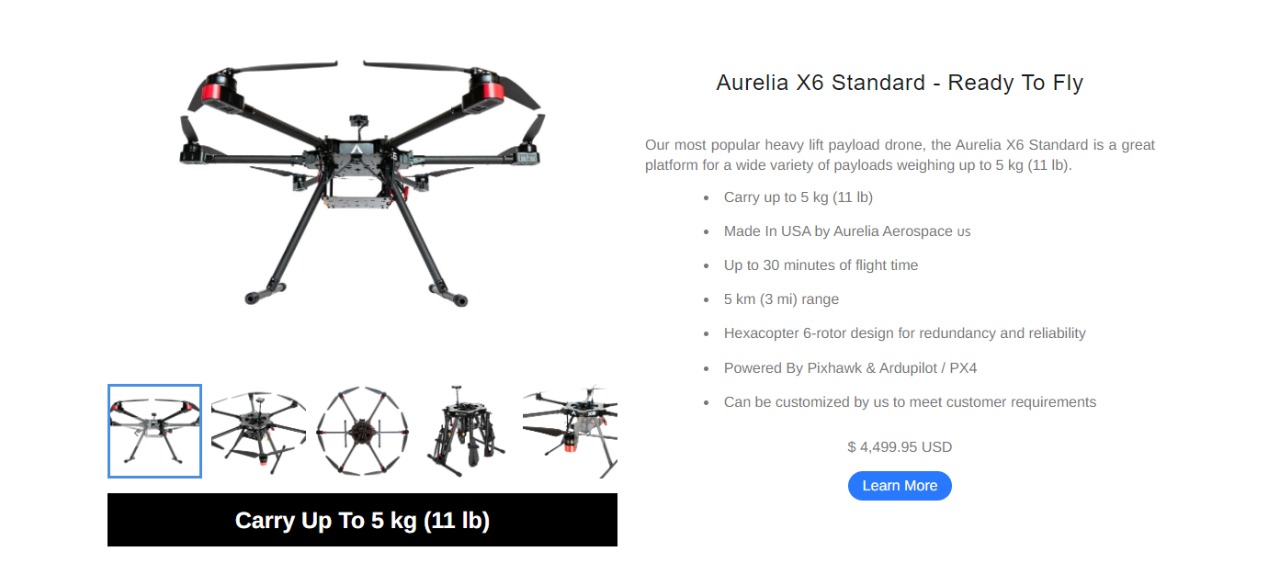 Aurelia X6 Standard - Ready To Fly
Our most popular heavy lift payload drone, the Aurelia X6 Standard is a great
platform for a wide variety of payloads weighing up to 5 kg (11 lb).
• Carry up to 5 kg (11 lb)
• Made In USA by Aurelia Aerospace us
• Up to 30 minutes of flight time
• 5 km (3 mi) range
• Hexacopter 6-rotor design for redundancy and reliability
• Powered By Pixhawk & Ardupilot / PX4
• Can be customized by us to meet customer requirements
$ 4,499.95 USD
Learn More
Carry Up To 5 kg (11 lb)